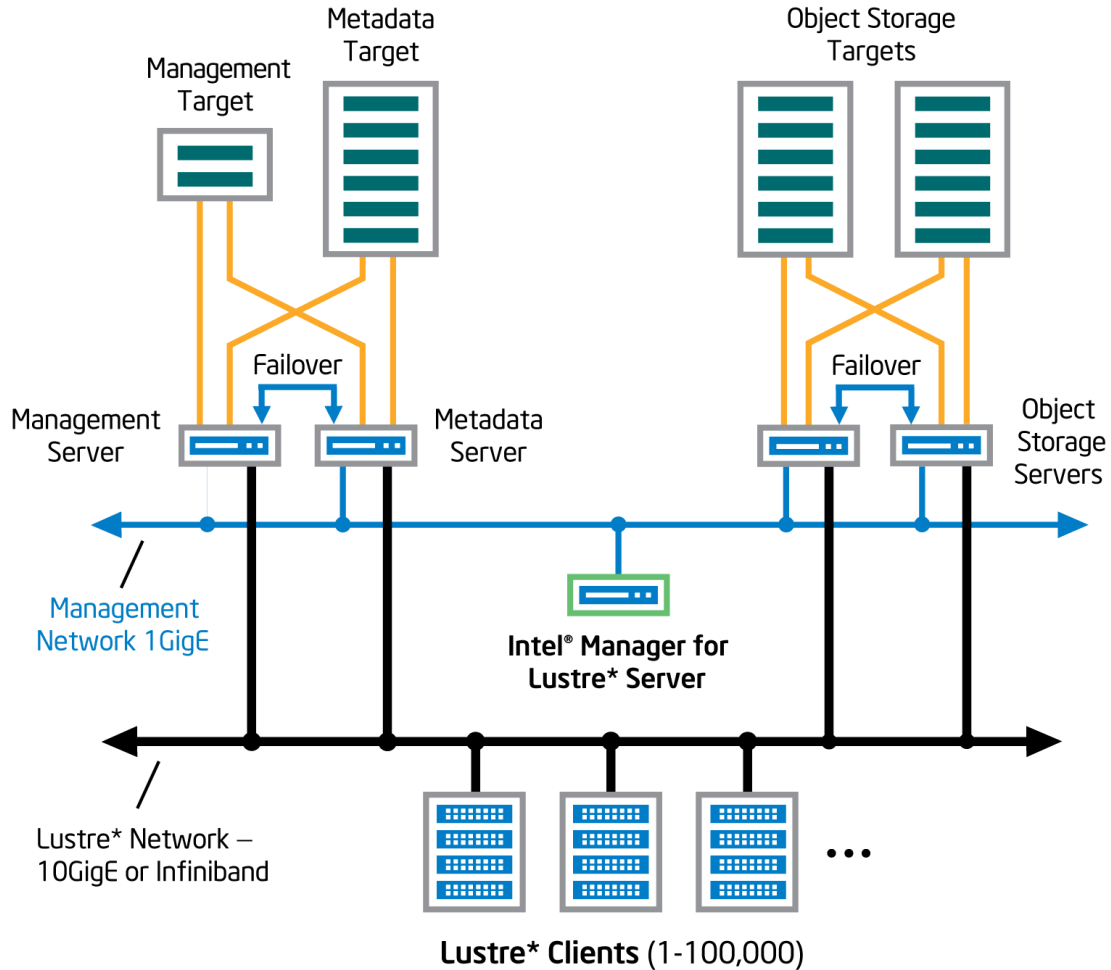 Metadata
Target
Object Storage
Targets
Management
Target
Failover
Failover
Management
Server
Metadata
Server
Object
Storage
Servers
Management
Network 1GigE
Intel® Manager for
Lustre* Server
Lustre* Network –
10GigE or Infiniband
Lustre* Clients (1-100,000)